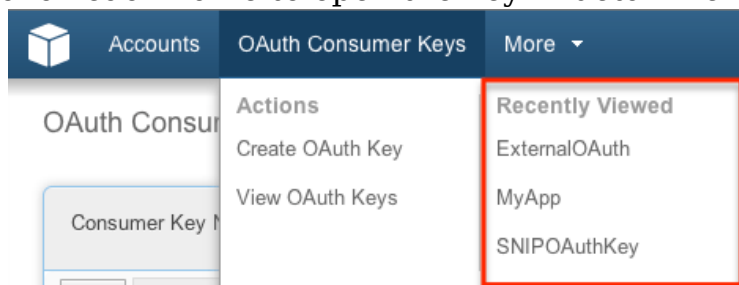 Accounts OAuth Consumer Keys More
Actions Recently Viewed
OAuth Consur
Create OAuth Key ExternalOAuth
View OAuth Keys MyApp
Consumer Key
SNIPOAuthKey